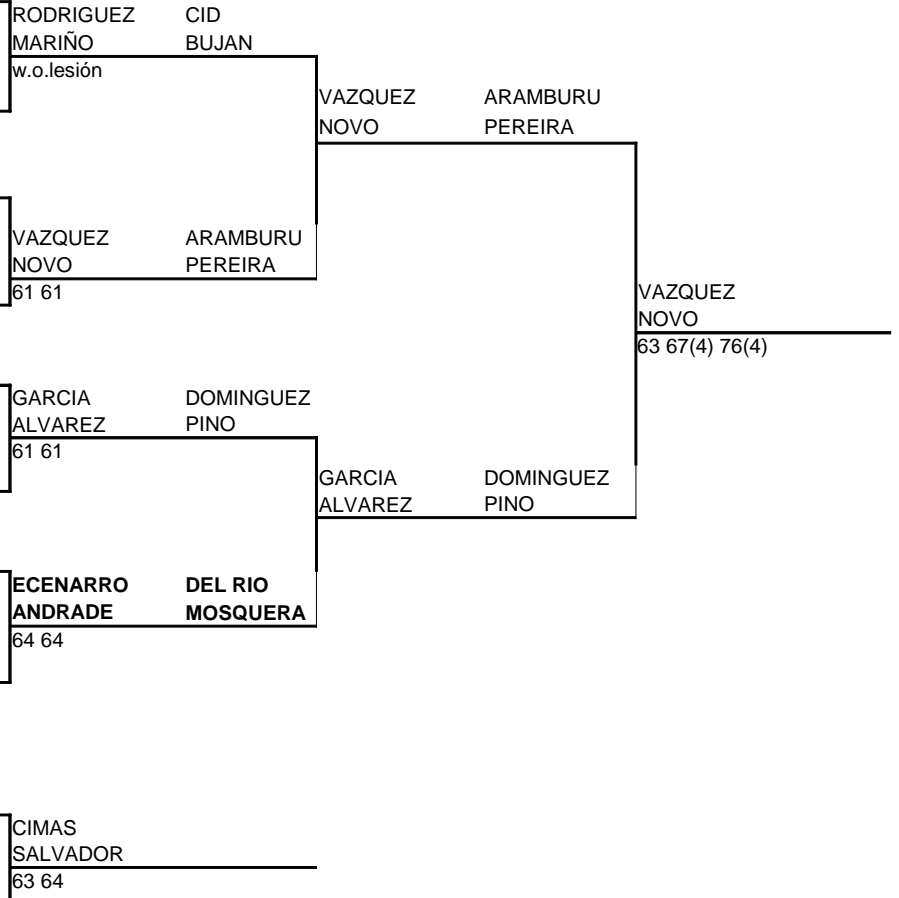 RODRIGUEZ CID
MARIÑO BUJAN
w.o.lesión
VAZQUEZ ARAMBURU
NOVO PEREIRA
VAZQUEZ ARAMBURU
NOVO PEREIRA
61 61
VAZQUEZ
NOVO
63 67(4) 76(4)
GARCIA DOMINGUEZ
ALVAREZ PINO
61 61
GARCIA DOMINGUEZ
ALVAREZ PINO
ECENARRO DEL RIO
ANDRADE MOSQUERA
64 64
CIMAS
SALVADOR
63 64